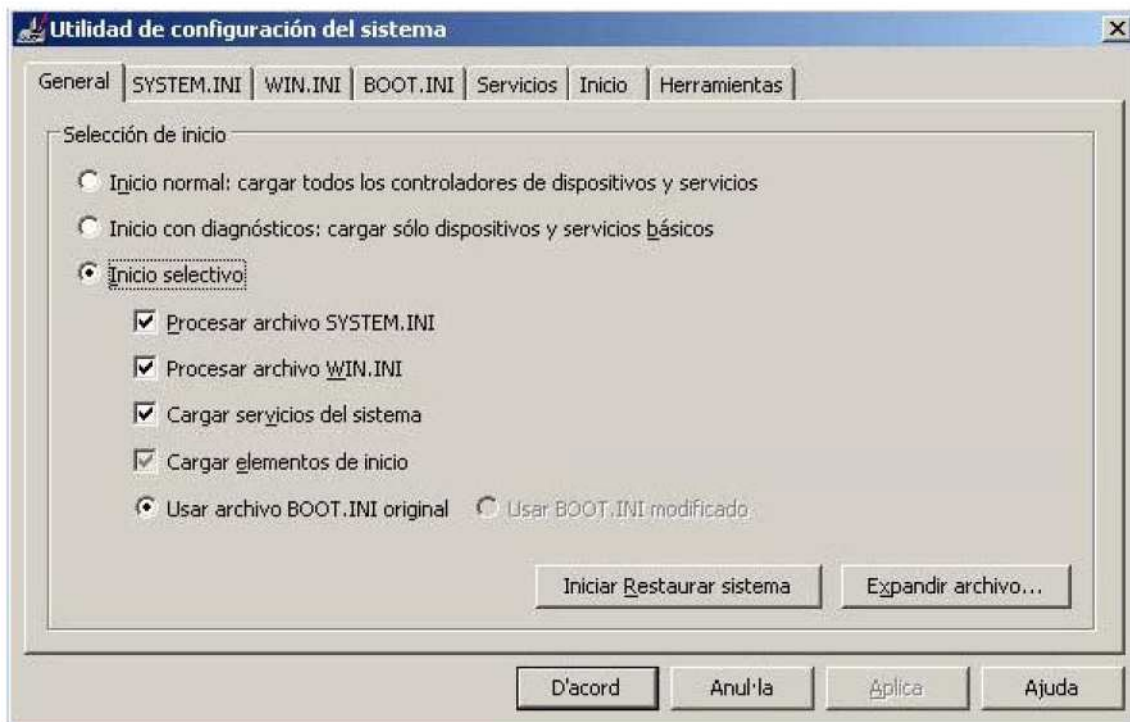 Utilidad de configuración del sistema
General SYSTEM.INI WIN.INI BOOT.INI Servicios Inicio Herramientas
Selección de inicio
Inicio normal: cargar todos los controladores de dispositivos y servicios
Inicio con diagnósticos: cargar sólo dispositivos y servicios básicos
Inicio selectivo
Procesar archivo SYSTEM.INI
Procesar archivo WIN.INI
Cargar servicios del sistema
Cargar elementos de inicio
Usar archivo BOOT.INI original Usar BOOT.INI modificado
Iniciar Restaurar sistema Expandir archivo...
D'acord Anul·la Aplica Ajuda